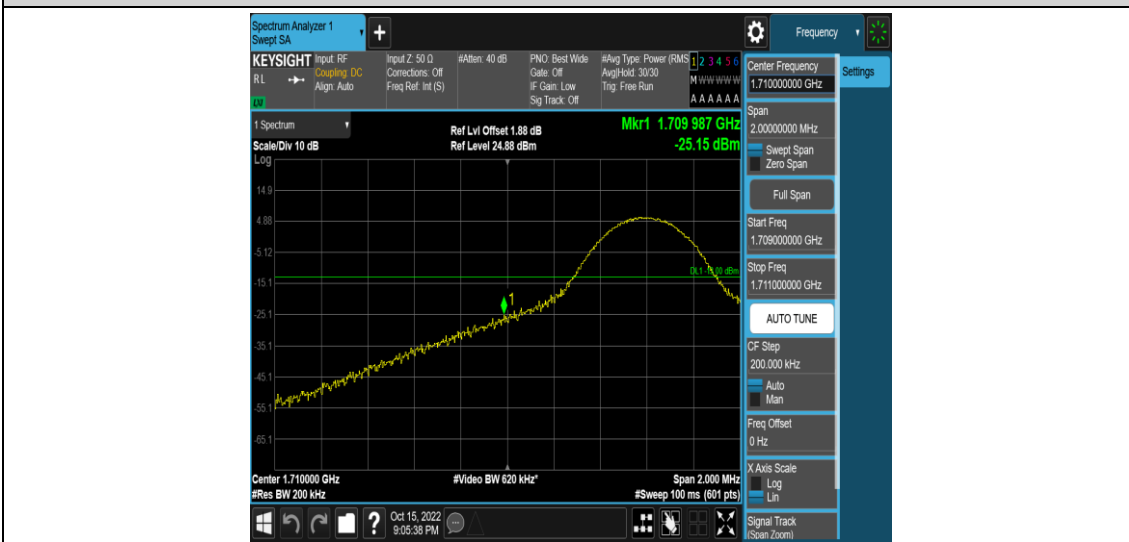 Spectrum Analyzer 1
Swept SA
+
Frequency
KEYSIGHT
R L
LXI
Input: RF
Coupling: DC
Align: Auto
Input Z: 50 Ω
Corrections: Off
Freq Ref: Int (S)
#Atten: 40 dB
PNO: Best Wide
Gate: Off
IF Gain: Low
Sig Track: Off
#Avg Type: Power (RMS
Avg|Hold: 30/30
Trig: Free Run
1 2 3 4 5 6
M W W W W W
A A A A A A
1 Spectrum
Scale/Div 10 dB
Log
Ref Lvl Offset 1.88 dB
Ref Level 24.88 dBm
Mkr1 1.709 987 GHz
-25.15 dBm
14.9
4.88
-5.12
-15.1
-25.1
-35.1
-45.1
-55.1
-65.1
1
DL1 -13.00 dBm
Center 1.710000 GHz
#Res BW 200 kHz
#Video BW 620 kHz*
Span 2.000 MHz
#Sweep 100 ms (601 pts)
Center Frequency
1.710000000 GHz
Settings
Span
2.00000000 MHz
Swept Span
Zero Span
Full Span
Start Freq
1.709000000 GHz
Stop Freq
1.711000000 GHz
AUTO TUNE
CF Step
200.000 kHz
Auto
Man
Freq Offset
0 Hz
X Axis Scale
Log
Lin
Signal Track
(Span Zoom)
?
Oct 15, 2022
9:05:38 PM